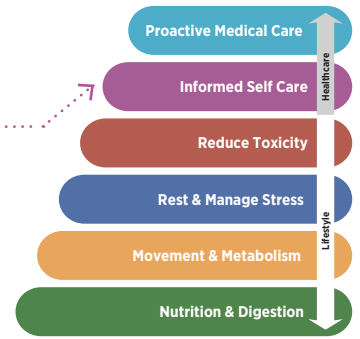 Proactive Medical Care
Healthcare
Informed Self Care
Reduce Toxicity
Rest & Manage Stress
Lifestyle
Movement & Metabolism
Nutrition & Digestion